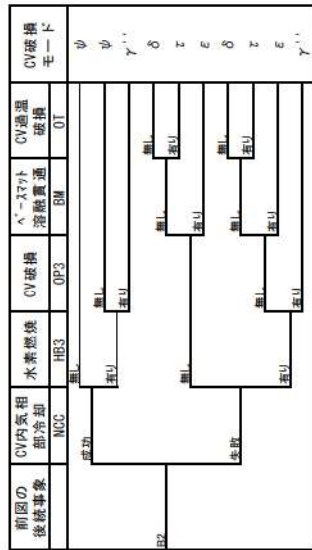 前図の
後続事象
CV内気相
部冷却
水素燃焼
CV破損
ﾍﾞｰｽﾏｯﾄ
溶融貫通
CV過温
破損
CV破損
モード
NCC
HB3
OP3
BM
OT
B2
成功
失敗
無し
有り
無し
有り
無し
有り
無し
有り
無し
有り
無し
有り
無し
有り
無し
有り
ψ
ψ
γ''
δ
τ
ε
δ
τ
ε
γ''